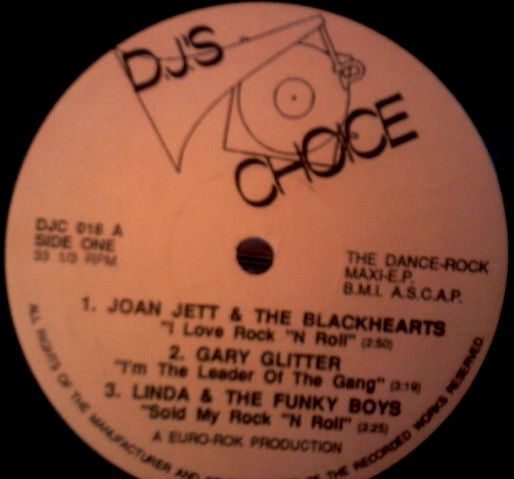 DJ'S
CHOICE
DJC 018 A
SIDE ONE
33 1/3 RPM
THE DANCE-ROCK
MAXI-E.P.
B.M.I. A.S.C.A.P.
1. JOAN JETT & THE BLACKHEARTS
"I Love Rock "N Roll" (2:50)
2. GARY GLITTER
"I'm The Leader Of The Gang" (3:19)
3. LINDA & THE FUNKY BOYS
"Sold My Rock "N Roll" (3:25)
A EURO-ROK PRODUCTION
ALL RIGHTS OF THE MANUFACTURER AND THE RECORDED WORKS RESERVED